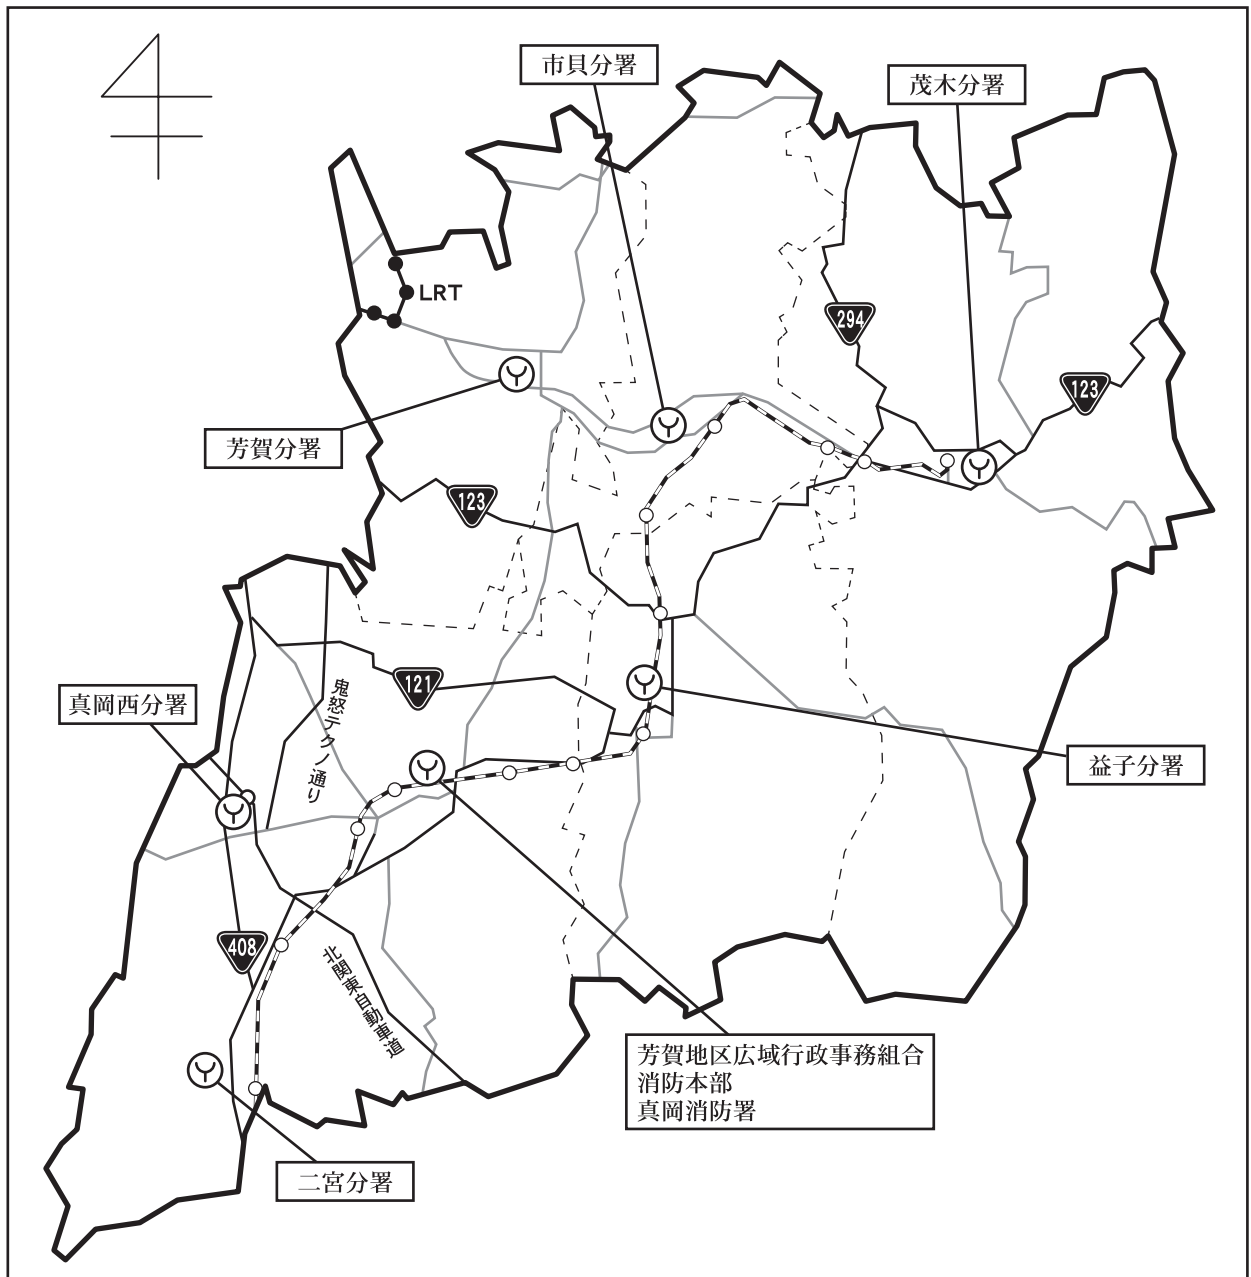 市貝分署
茂木分署
LRT
294
123
芳賀分署
123
121
真岡西分署
鬼怒テクノ通り
益子分署
408
北関東自動車道
芳賀地区広域行政事務組合
消防本部
真岡消防署
二宮分署